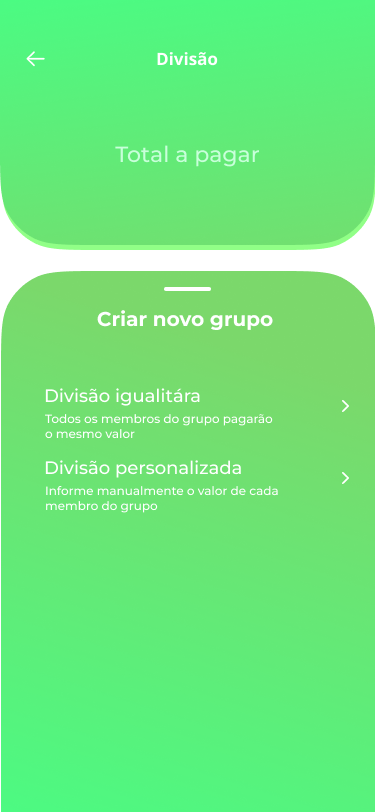 Divisão
Total a pagar
Criar novo grupo
Divisão igualitára
Todos os membros do grupo pagarão
o mesmo valor
Divisão personalizada
Informe manualmente o valor de cada
membro do grupo